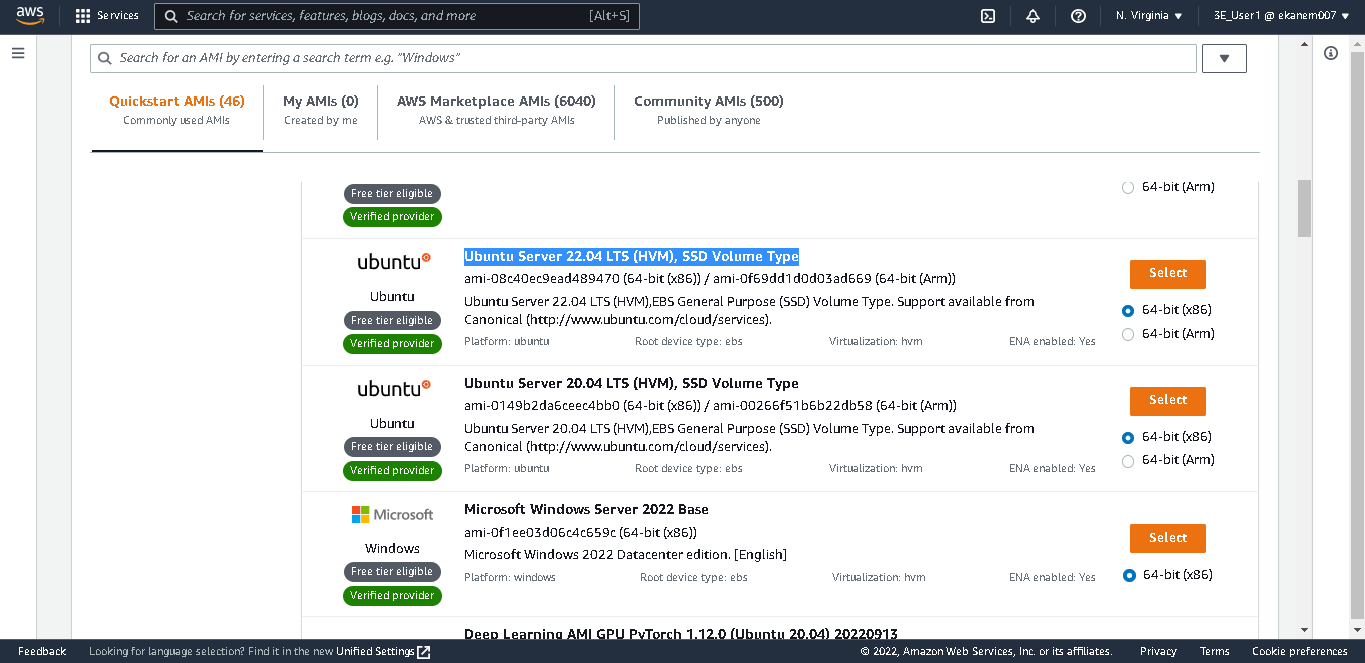 aws
Services
Search for services, features, blogs, docs, and more
[Alt+S]
N. Virginia
3E_User1 @ ekanem007
Search for an AMI by entering a search term e.g. "Windows"
Quickstart AMIs (46)
Commonly used AMIs
My AMIs (0)
Created by me
AWS Marketplace AMIs (6040)
AWS & trusted third-party AMIs
Community AMIs (500)
Published by anyone
Free tier eligible
Verified provider
64-bit (Arm)
ubuntu
Ubuntu
Free tier eligible
Verified provider
Ubuntu Server 22.04 LTS (HVM), SSD Volume Type
ami-08c40ec9ead489470 (64-bit (x86)) / ami-0f69dd1d0d03ad669 (64-bit (Arm))
Ubuntu Server 22.04 LTS (HVM),EBS General Purpose (SSD) Volume Type. Support available from
Canonical (http://www.ubuntu.com/cloud/services).
Platform: ubuntu
Root device type: ebs
Virtualization: hvm
ENA enabled: Yes
Select
64-bit (x86)
64-bit (Arm)
ubuntu
Ubuntu
Free tier eligible
Verified provider
Ubuntu Server 20.04 LTS (HVM), SSD Volume Type
ami-0149b2da6ceec4bb0 (64-bit (x86)) / ami-00266f51b6b22db58 (64-bit (Arm))
Ubuntu Server 20.04 LTS (HVM),EBS General Purpose (SSD) Volume Type. Support available from
Canonical (http://www.ubuntu.com/cloud/services).
Platform: ubuntu
Root device type: ebs
Virtualization: hvm
ENA enabled: Yes
Select
64-bit (x86)
64-bit (Arm)
Microsoft
Windows
Free tier eligible
Verified provider
Microsoft Windows Server 2022 Base
ami-0f1ee03d06c4c659c (64-bit (x86))
Microsoft Windows 2022 Datacenter edition. [English]
Platform: windows
Root device type: ebs
Virtualization: hvm
ENA enabled: Yes
Select
64-bit (x86)
Deep Learning AMI GPU PyTorch 1.12.0 (Ubuntu 20.04) 20220913
Feedback
Looking for language selection? Find it in the new Unified Settings
© 2022, Amazon Web Services, Inc. or its affiliates.
Privacy
Terms
Cookie preferences